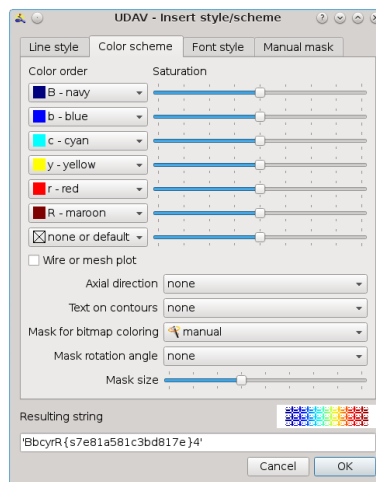 UDAV - Insert style/scheme
Line style Color scheme Font style Manual mask
Color order Saturation
B - navy
b - blue
c - cyan
y - yellow
r - red
R - maroon
none or default
Wire or mesh plot
Axial direction none
Text on contours none
Mask for bitmap coloring manual
Mask rotation angle none
Mask size
Resulting string
'BbcyrR{s7e81a581c3bd817e}4'
Cancel OK